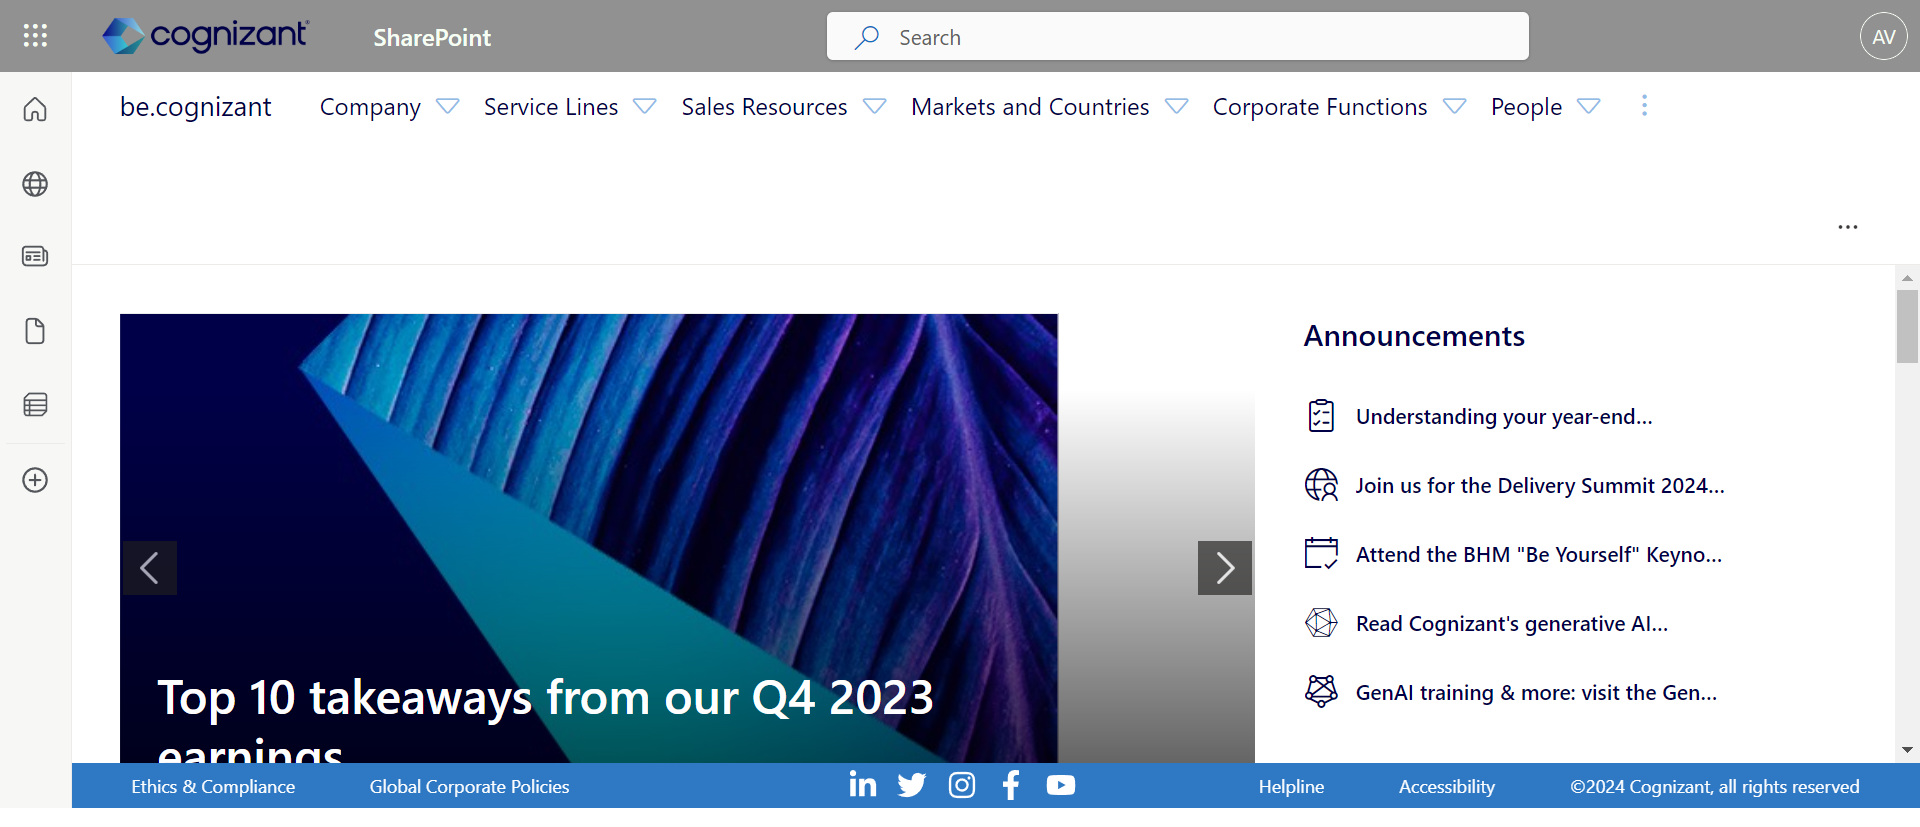 cognizant
SharePoint
Search
AV
be.cognizant
Company
Service Lines
Sales Resources
Markets and Countries
Corporate Functions
People
Announcements
Understanding your year-end...
Join us for the Delivery Summit 2024...
Attend the BHM "Be Yourself" Keyno...
Read Cognizant's generative AI...
GenAI training & more: visit the Gen...
Top 10 takeaways from our Q4 2023
earnings
Ethics & Compliance
Global Corporate Policies
Helpline
Accessibility
©2024 Cognizant, all rights reserved